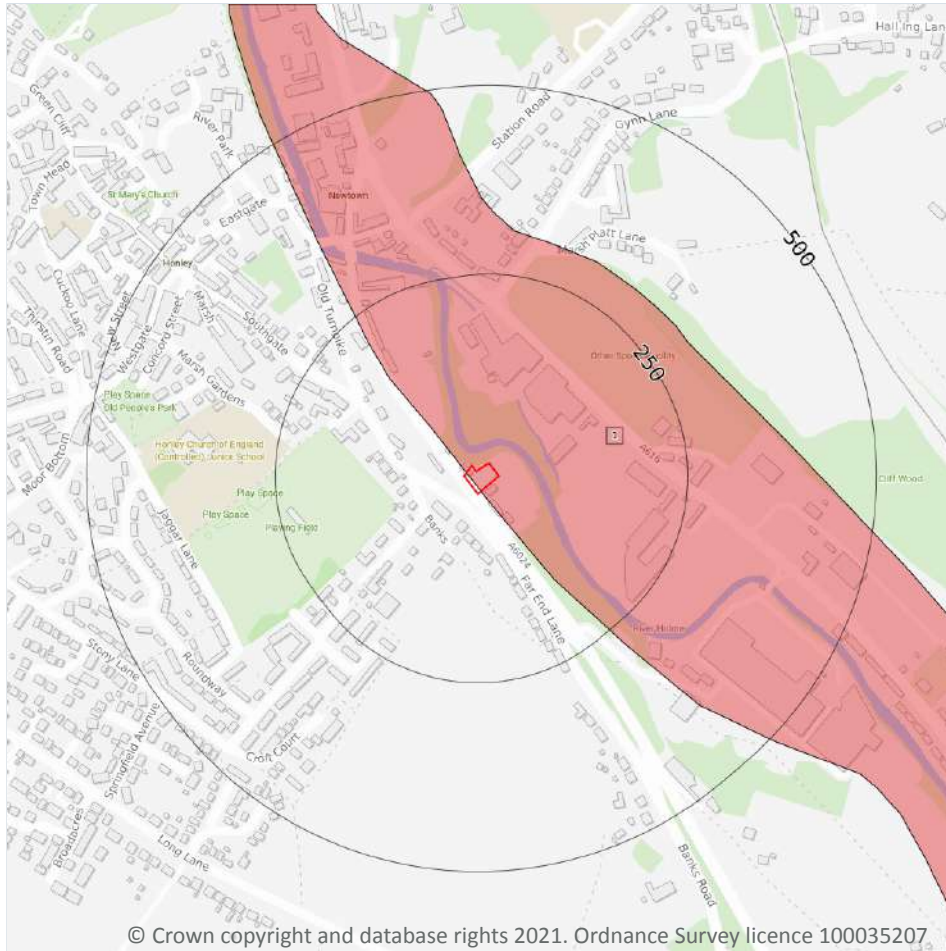 Halling Lane
Green Cliff
River Park
Station Road
Gynn Lane
Town Head
St Mary's Church
Newtown
Eastgate
Marsh Platt Lane
500
Honley
Cuckoo Lane
Old Turnpike
New Street
Westgate
Concord Street
Marsh
Southgate
Thirstin Road
Marsh Gardens
250
Play Space
Old People's Park
Honley Church of England
(Controlled) Junior School
1
A616
Moor Bottom
Play Space
Play Space
Playing Field
Cliff Wood
Jaggar Lane
Banks
A6024
Far End Lane
River Holme
Stony Lane
Roundway
Springfield Avenue
Croft Court
Broadacres
Long Lane
Banks Road
© Crown copyright and database rights 2021. Ordnance Survey licence 100035207.